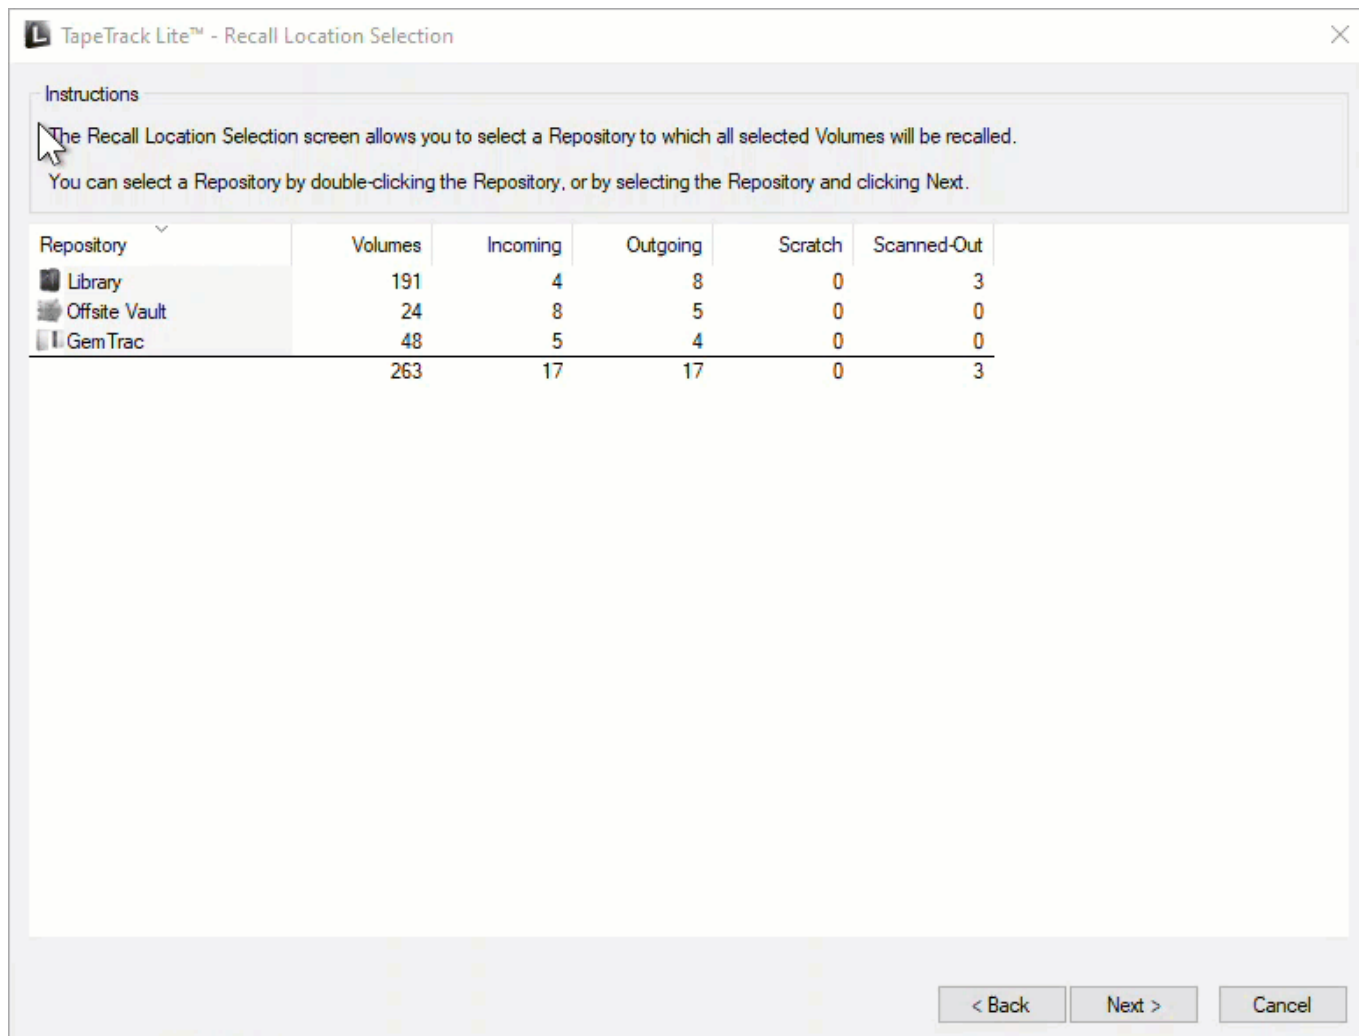 TapeTrack Lite™ - Recall Location Selection
Instructions
The Recall Location Selection screen allows you to select a Repository to which all selected Volumes will be recalled.
You can select a Repository by double-clicking the Repository, or by selecting the Repository and clicking Next.
Repository Volumes Incoming Outgoing Scratch Scanned-Out
Library 191 4 8 0 3
Offsite Vault 24 8 5 0 0
GemTrac 48 5 4 0 0
263 17 17 0 3
< Back Next > Cancel